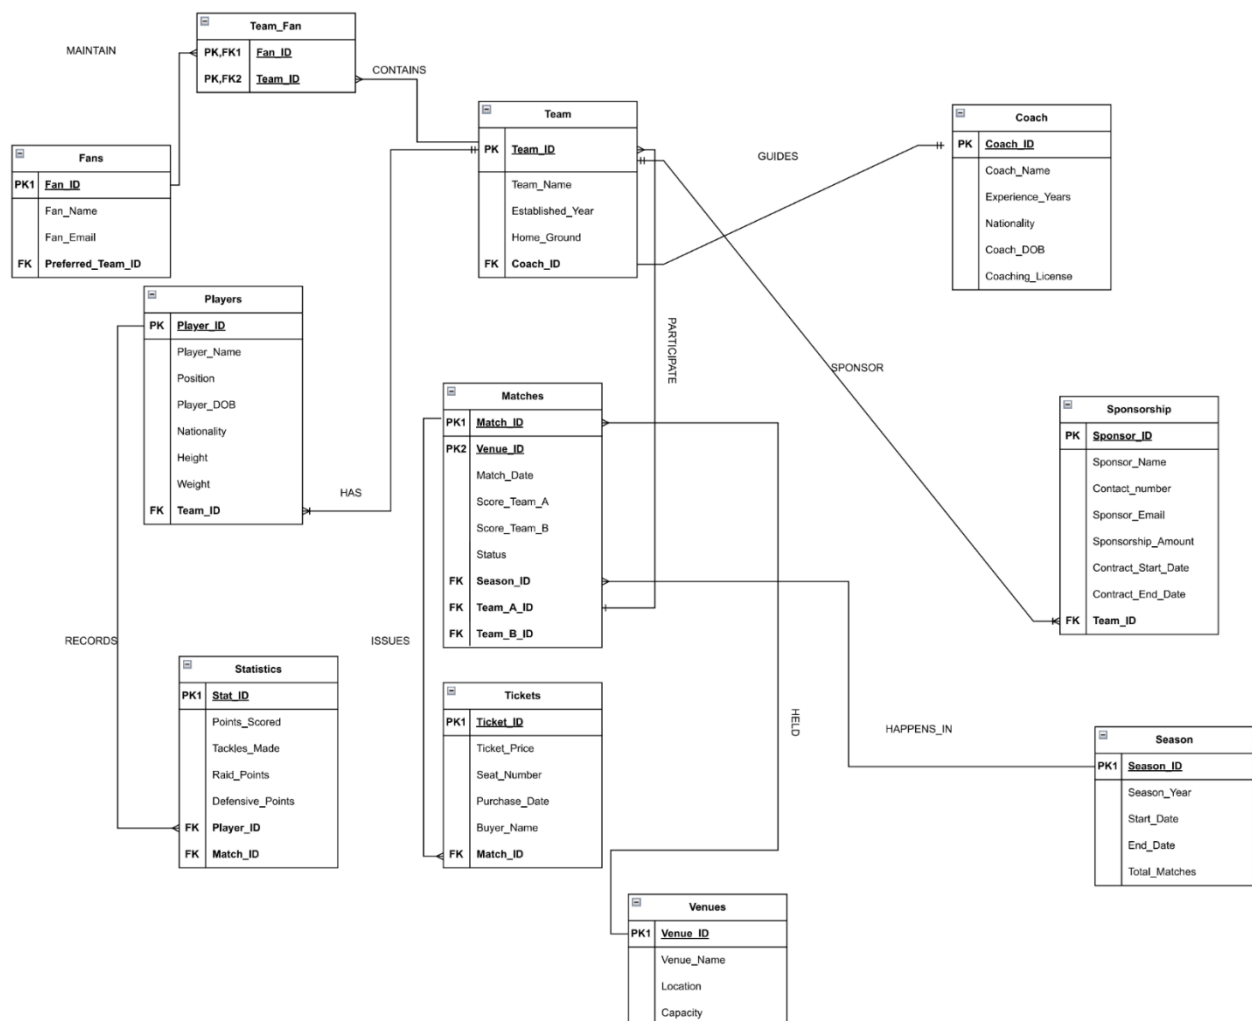 Team_Fan
PK,FK1 Fan_ID
PK,FK2 Team_ID
MAINTAIN
CONTAINS
Fans
PK1 Fan_ID
Fan_Name
Fan_Email
FK Preferred_Team_ID
Team
PK Team_ID
Team_Name
Established_Year
Home_Ground
FK Coach_ID
GUIDES
Coach
PK Coach_ID
Coach_Name
Experience_Years
Nationality
Coach_DOB
Coaching_License
Players
PK Player_ID
Player_Name
Position
Player_DOB
Nationality
Height
Weight
FK Team_ID
HAS
PARTICIPATE
SPONSOR
Matches
PK1 Match_ID
PK2 Venue_ID
Match_Date
Score_Team_A
Score_Team_B
Status
FK Season_ID
FK Team_A_ID
FK Team_B_ID
Sponsorship
PK Sponsor_ID
Sponsor_Name
Contact_number
Sponsor_Email
Sponsorship_Amount
Contract_Start_Date
Contract_End_Date
FK Team_ID
RECORDS
ISSUES
Statistics
PK1 Stat_ID
Points_Scored
Tackles_Made
Raid_Points
Defensive_Points
FK Player_ID
FK Match_ID
Tickets
PK1 Ticket_ID
Ticket_Price
Seat_Number
Purchase_Date
Buyer_Name
FK Match_ID
HELD
HAPPENS_IN
Season
PK1 Season_ID
Season_Year
Start_Date
End_Date
Total_Matches
Venues
PK1 Venue_ID
Venue_Name
Location
Capacity